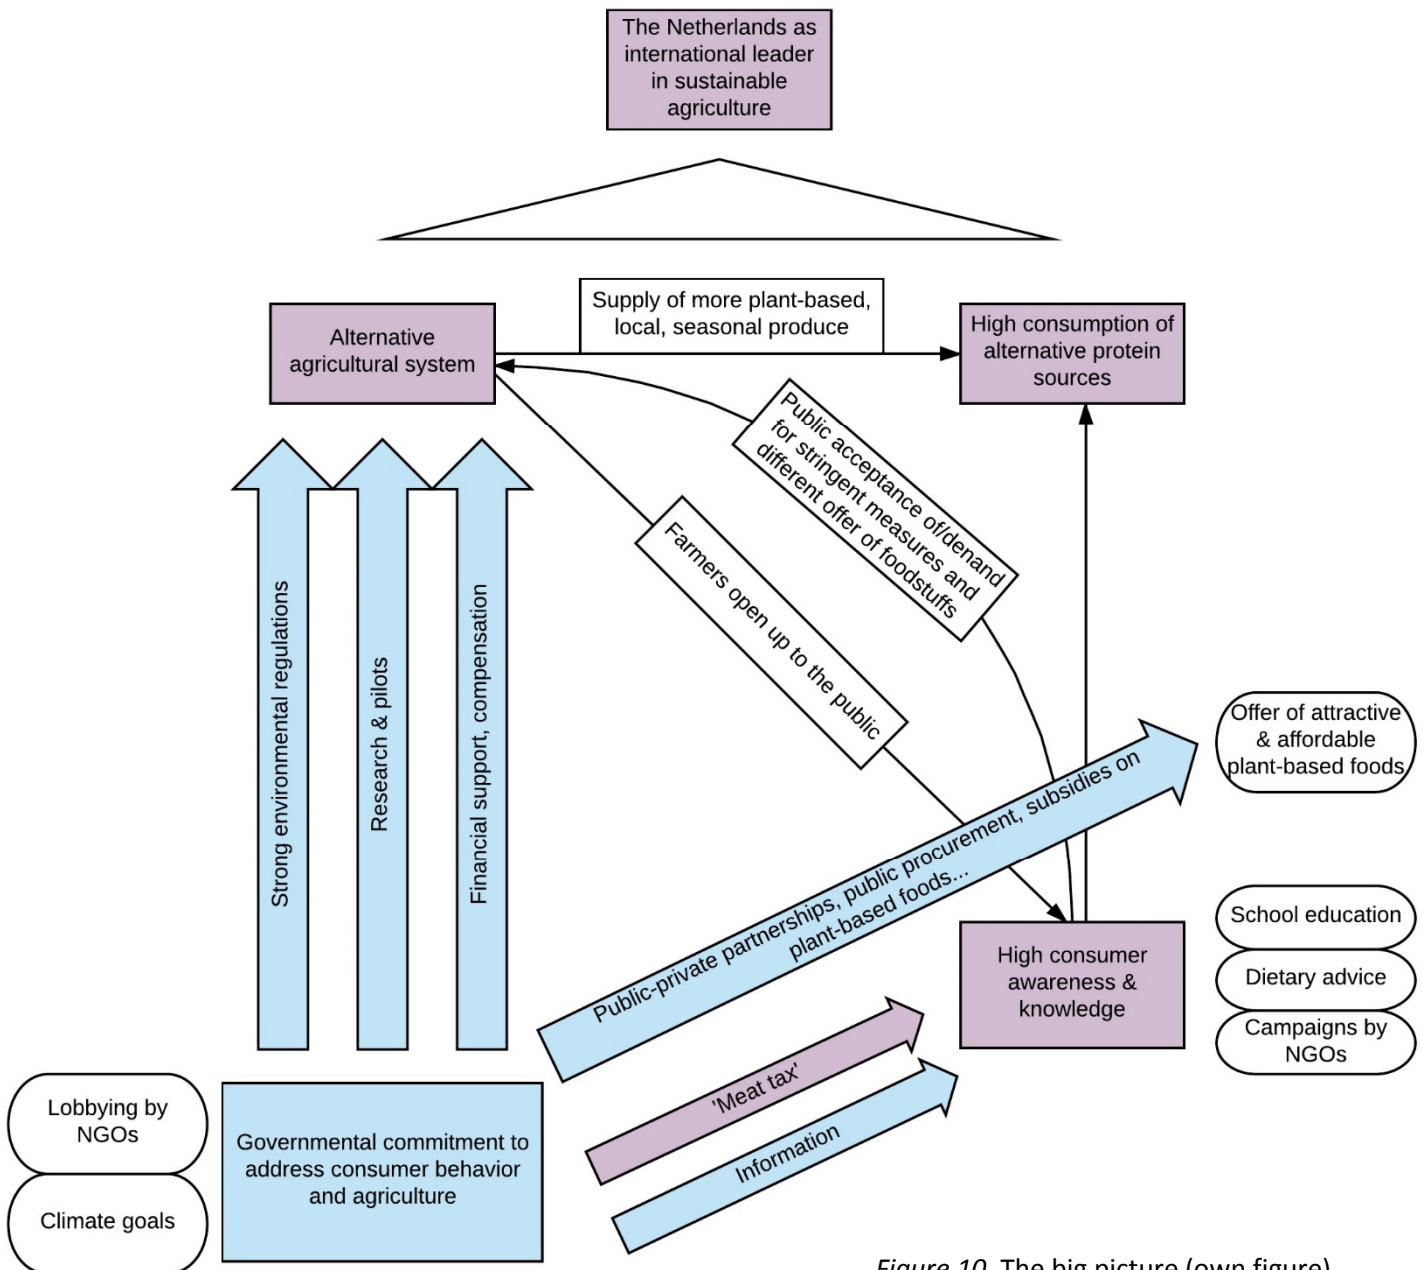 The Netherlands as
international leader
in sustainable
agriculture
Supply of more plant-based,
local, seasonal produce
Alternative
agricultural system
High consumption of
alternative protein
sources
Public acceptance of/demand
for stringent measures and
different offer of foodstuffs
Farmers open up to the public
Strong environmental regulations
Research & pilots
Financial support, compensation
Offer of attractive
& affordable
plant-based foods
Public-private partnerships, public procurement, subsidies on
plant-based foods...
High consumer
awareness &
knowledge
School education
Dietary advice
Campaigns by
NGOs
'Meat tax'
Information
Lobbying by
NGOs
Climate goals
Governmental commitment to
address consumer behavior
and agriculture
Figure 10. The big picture (own figure)